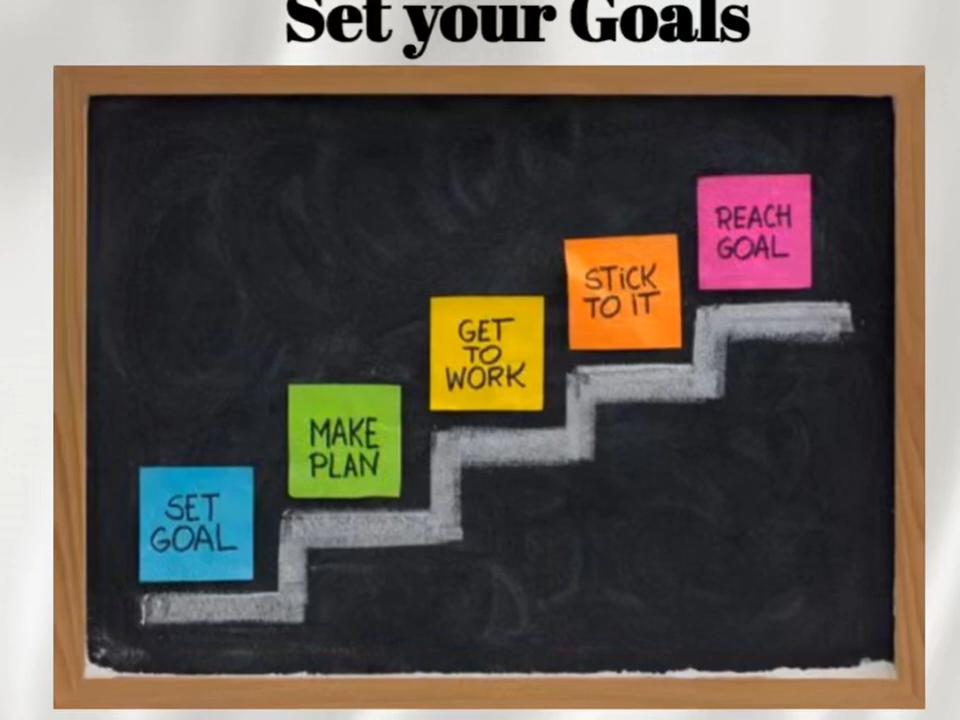 Set your Goals
REACH
GOAL
STICK
TO IT
GET
TO
WORK
MAKE
PLAN
SET
GOAL